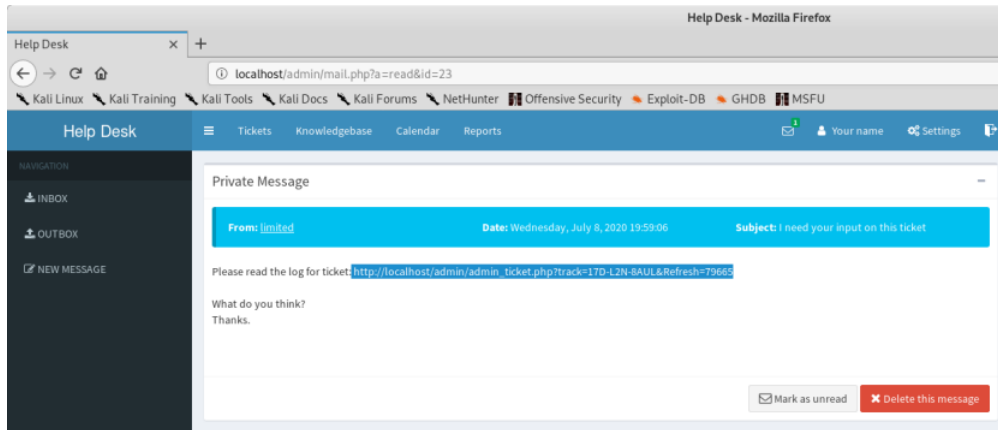 Help Desk - Mozilla Firefox
Help Desk
localhost/admin/mail.php?a=read&id=23
Kali Linux Kali Training Kali Tools Kali Docs Kali Forums NetHunter Offensive Security Exploit-DB GHDB MSFU
Help Desk Tickets Knowledgebase Calendar Reports 1 Your name Settings
NAVIGATION
INBOX
OUTBOX
NEW MESSAGE
Private Message
From: limited Date: Wednesday, July 8, 2020 19:59:06 Subject: I need your input on this ticket
Please read the log for ticket: http://localhost/admin/admin_ticket.php?track=17D-L2N-8AUL&Refresh=79665
What do you think?
Thanks.
Mark as unread Delete this message